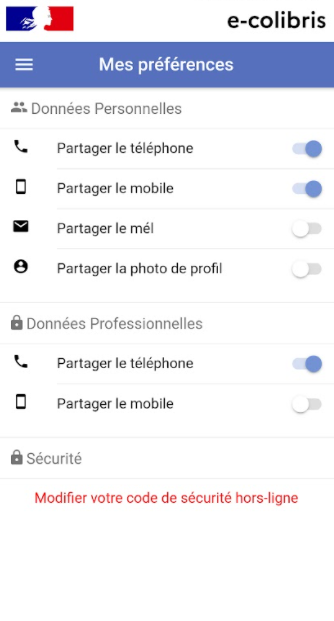 e-colibris
Mes préférences
Données Personnelles
Partager le téléphone
Partager le mobile
Partager le mél
Partager la photo de profil
Données Professionnelles
Partager le téléphone
Partager le mobile
Sécurité
Modifier votre code de sécurité hors-ligne